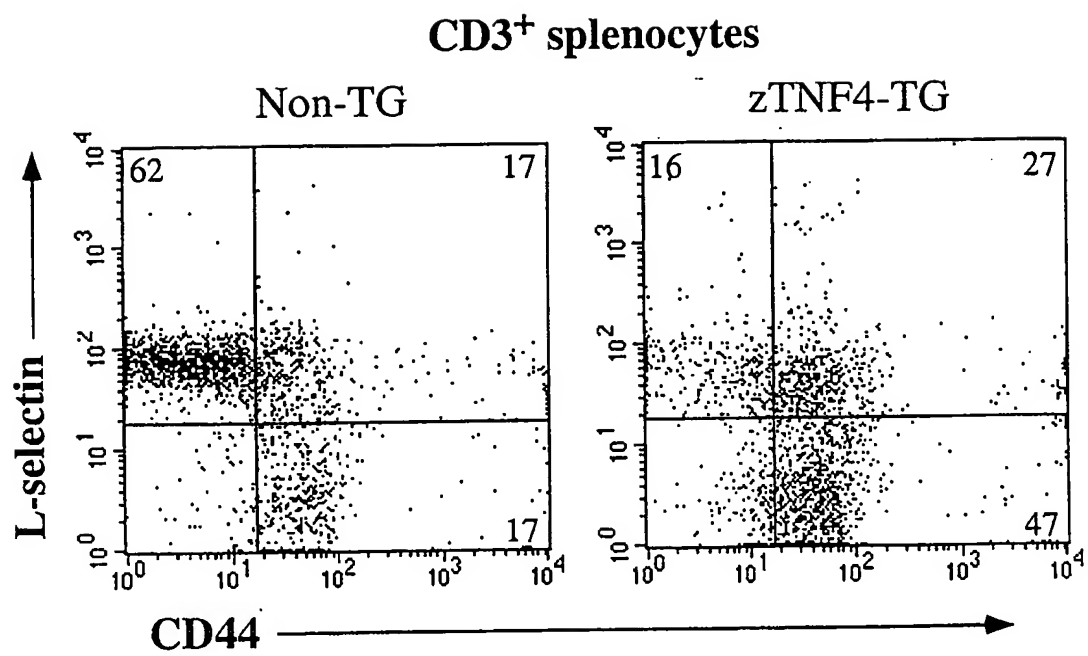 CD3⁺ splenocytes
Non-TG
zTNF4-TG
L-selectin
10⁴
10³
10²
10¹
10⁰
62
17
17
10⁰ 10¹ 10² 10³ 10⁴
10⁴
10³
10²
10¹
10⁰
16
27
47
10⁰ 10¹ 10² 10³ 10⁴
CD44